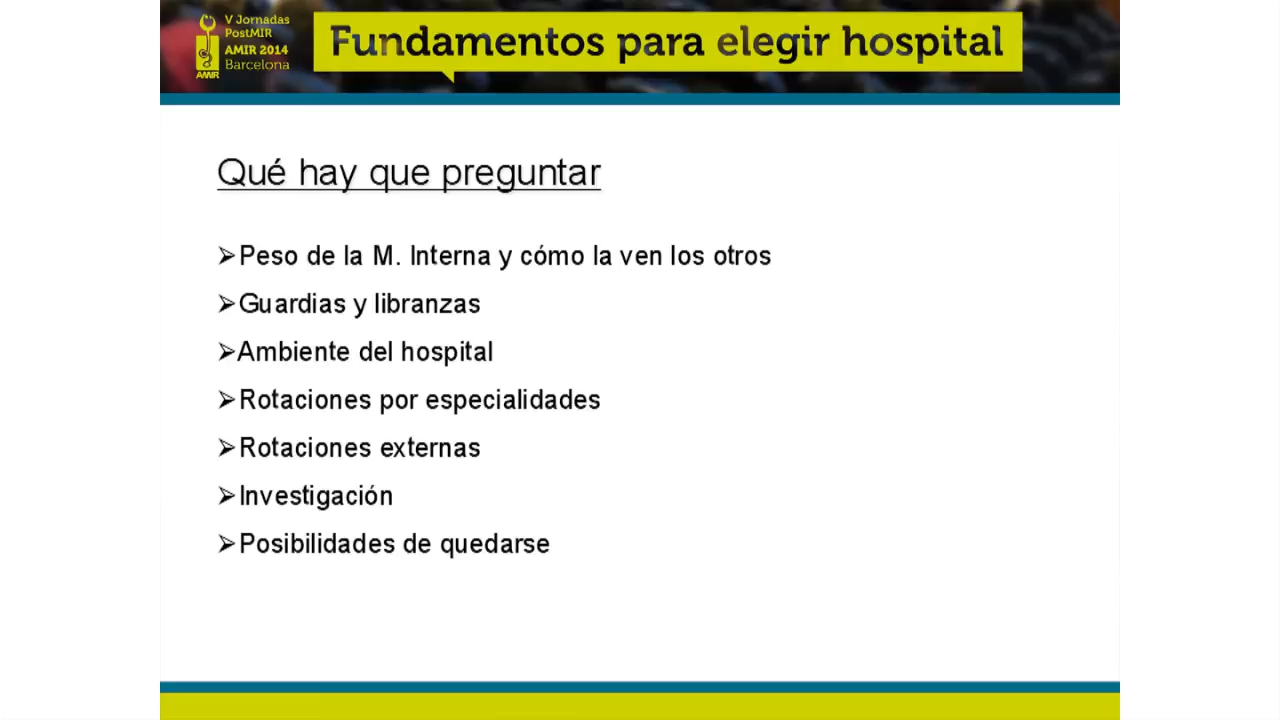 V Jornadas
PostMIR
AMIR 2014
Barcelona
AMIR
Fundamentos para elegir hospital
Qué hay que preguntar
➢Peso de la M. Interna y cómo la ven los otros
➢Guardias y libranzas
➢Ambiente del hospital
➢Rotaciones por especialidades
➢Rotaciones externas
➢Investigación
➢Posibilidades de quedarse